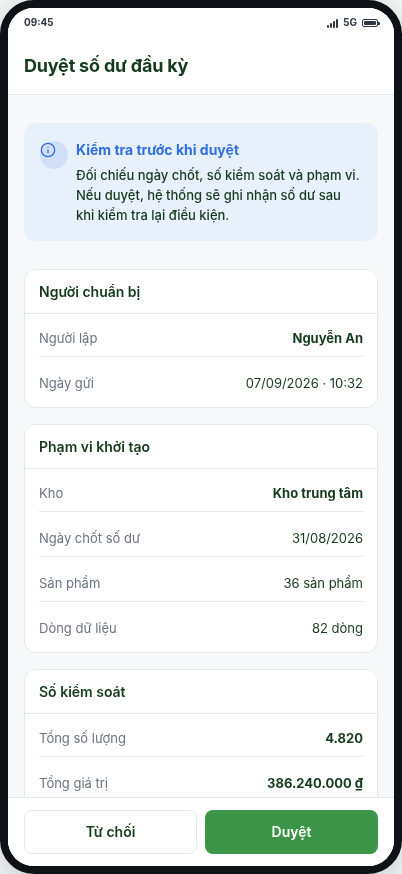 09:45
5G
Duyệt số dư đầu kỳ
Kiểm tra trước khi duyệt
Đối chiếu ngày chốt, số kiểm soát và phạm vi.
Nếu duyệt, hệ thống sẽ ghi nhận số dư sau
khi kiểm tra lại điều kiện.
Người chuẩn bị
Người lập Nguyễn An
Ngày gửi 07/09/2026 · 10:32
Phạm vi khởi tạo
Kho Kho trung tâm
Ngày chốt số dư 31/08/2026
Sản phẩm 36 sản phẩm
Dòng dữ liệu 82 dòng
Số kiểm soát
Tổng số lượng 4.820
Tổng giá trị 386.240.000 ₫
Từ chối Duyệt